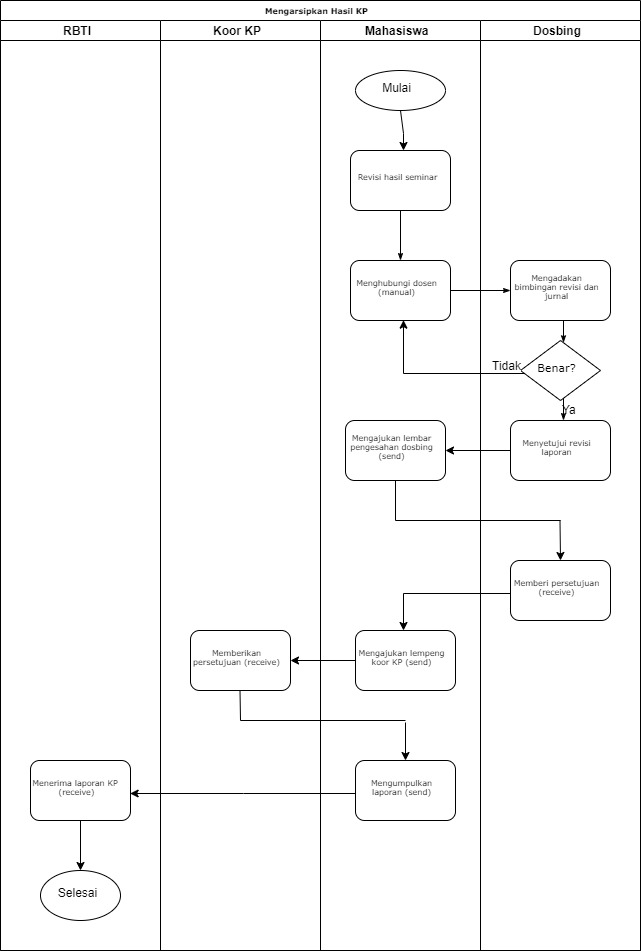 Mengarsipkan Hasil KP
RBTI
Koor KP
Mahasiswa
Dosbing
Mulai
Revisi hasil seminar
Menghubungi dosen
(manual)
Mengadakan
bimbingan revisi dan
jurnal
Tidak
Benar?
Ya
Mengajukan lembar
pengesahan dosbing
(send)
Menyetujui revisi
laporan
Memberi persetujuan
(receive)
Memberikan
persetujuan (receive)
Mengajukan lempeng
koor KP (send)
Menerima laporan KP
(receive)
Mengumpulkan
laporan (send)
Selesai